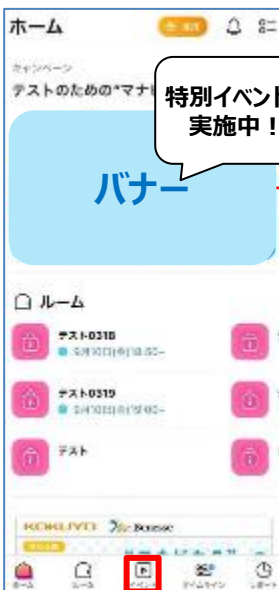 ホーム
キャンペーン
テストのための"マナ
特別イベント
実施中!
バナー
ルーム
テスト0318
テスト0319
テスト
KOKUYO Benesse
ホーム
ルーム
イベント
タイムライン
レポート